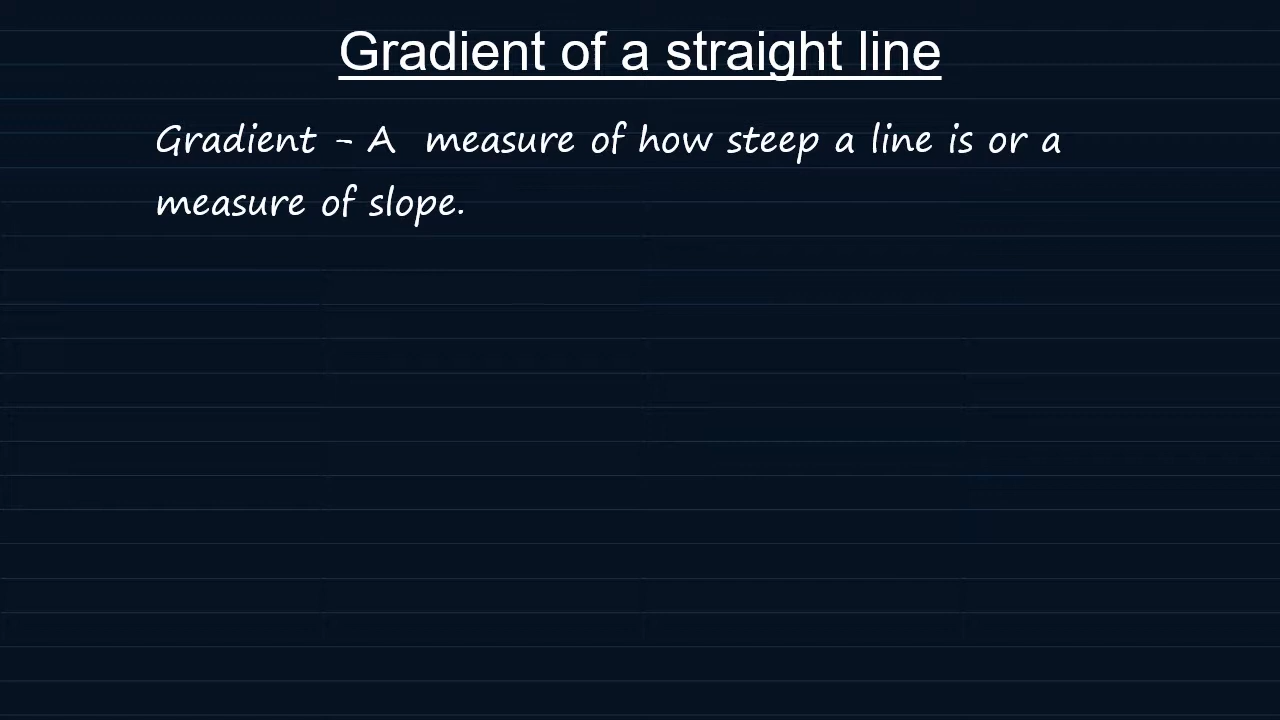 Gradient of a straight line
Gradient - A measure of how steep a line is or a
measure of slope.